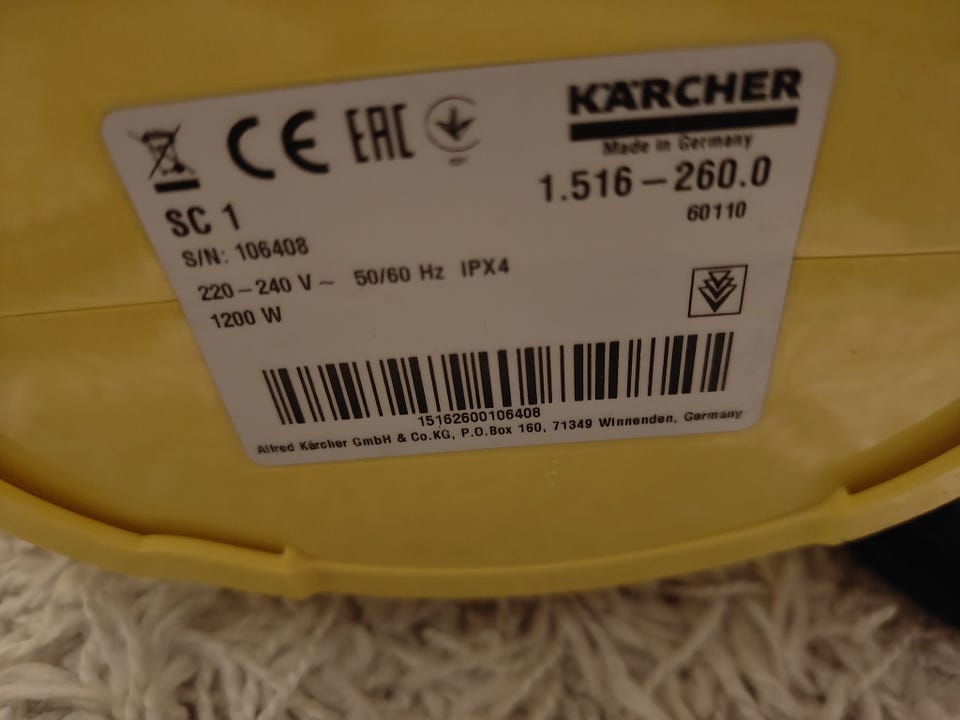 CE EAC
KÄRCHER
Made in Germany
1.516-260.0
60110
SC 1
S/N: 106408
220-240 V ~ 50/60 Hz IPX4
1200 W
15162600106408
Alfred Kärcher GmbH & Co.KG, P.O.Box 160, 71349 Winnenden, Germany